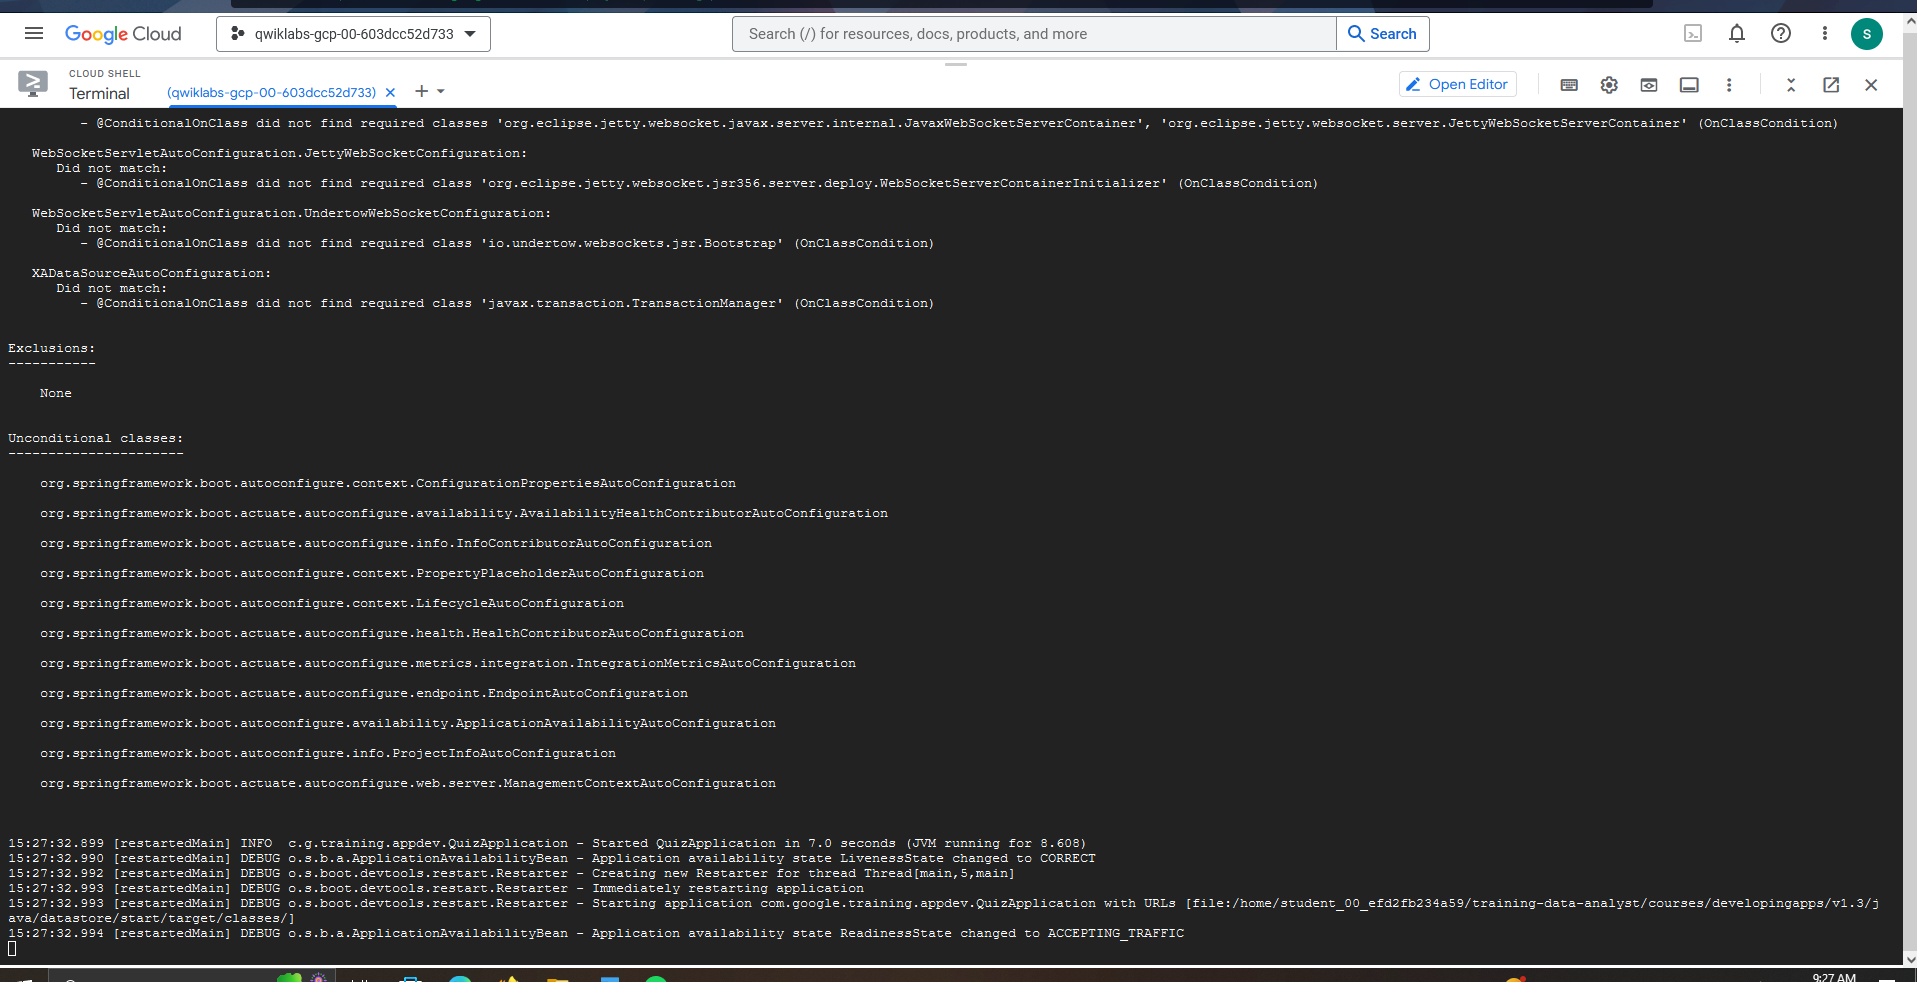 Google Cloud
qwiklabs-gcp-00-603dcc52d733
Search (/) for resources, docs, products, and more
Search
S
CLOUD SHELL
Terminal
(qwiklabs-gcp-00-603dcc52d733)
Open Editor
- @ConditionalOnClass did not find required classes 'org.eclipse.jetty.websocket.javax.server.internal.JavaxWebSocketServerContainer', 'org.eclipse.jetty.websocket.server.JettyWebSocketServerContainer' (OnClassCondition)
WebSocketServletAutoConfiguration.JettyWebSocketConfiguration:
Did not match:
- @ConditionalOnClass did not find required class 'org.eclipse.jetty.websocket.jsr356.server.deploy.WebSocketServerContainerInitializer' (OnClassCondition)
WebSocketServletAutoConfiguration.UndertowWebSocketConfiguration:
Did not match:
- @ConditionalOnClass did not find required class 'io.undertow.websockets.jsr.Bootstrap' (OnClassCondition)
XADataSourceAutoConfiguration:
Did not match:
- @ConditionalOnClass did not find required class 'javax.transaction.TransactionManager' (OnClassCondition)
Exclusions:
-----------
None
Unconditional classes:
----------------------
org.springframework.boot.autoconfigure.context.ConfigurationPropertiesAutoConfiguration
org.springframework.boot.actuate.autoconfigure.availability.AvailabilityHealthContributorAutoConfiguration
org.springframework.boot.actuate.autoconfigure.info.InfoContributorAutoConfiguration
org.springframework.boot.autoconfigure.context.PropertyPlaceholderAutoConfiguration
org.springframework.boot.autoconfigure.context.LifecycleAutoConfiguration
org.springframework.boot.actuate.autoconfigure.health.HealthContributorAutoConfiguration
org.springframework.boot.actuate.autoconfigure.metrics.integration.IntegrationMetricsAutoConfiguration
org.springframework.boot.actuate.autoconfigure.endpoint.EndpointAutoConfiguration
org.springframework.boot.autoconfigure.availability.ApplicationAvailabilityAutoConfiguration
org.springframework.boot.autoconfigure.info.ProjectInfoAutoConfiguration
org.springframework.boot.actuate.autoconfigure.web.server.ManagementContextAutoConfiguration
15:27:32.899 [restartedMain] INFO  c.g.training.appdev.QuizApplication - Started QuizApplication in 7.0 seconds (JVM running for 8.608)
15:27:32.990 [restartedMain] DEBUG o.s.b.a.ApplicationAvailabilityBean - Application availability state LivenessState changed to CORRECT
15:27:32.992 [restartedMain] DEBUG o.s.boot.devtools.restart.Restarter - Creating new Restarter for thread Thread[main,5,main]
15:27:32.993 [restartedMain] DEBUG o.s.boot.devtools.restart.Restarter - Immediately restarting application
15:27:32.993 [restartedMain] DEBUG o.s.boot.devtools.restart.Restarter - Starting application com.google.training.appdev.QuizApplication with URLs [file:/home/student_00_efd2fb234a59/training-data-analyst/courses/developingapps/v1.3/j
ava/datastore/start/target/classes/]
15:27:32.994 [restartedMain] DEBUG o.s.b.a.ApplicationAvailabilityBean - Application availability state ReadinessState changed to ACCEPTING_TRAFFIC
9:27 AM